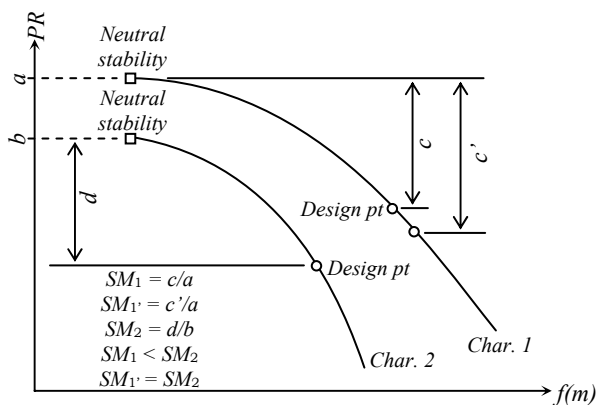 PR
Neutral
stability
a
Neutral
stability
b
c
c’
d
Design pt
Design pt
SM1 = c/a
SM1’ = c’/a
SM2 = d/b
SM1 < SM2
SM1’ = SM2
Char. 2
Char. 1
f(m)